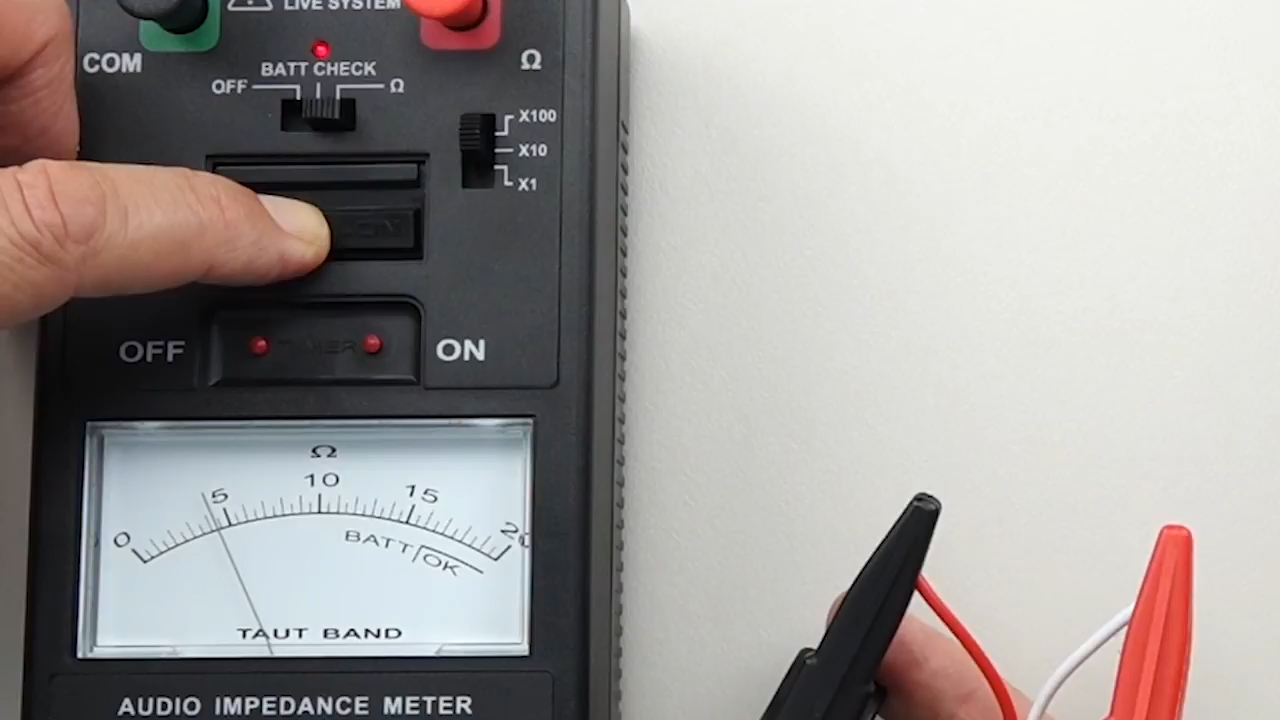 LIVE SYSTEM
COM
Ω
BATT CHECK
OFF
Ω
X100
X10
X1
OFF
TIMER
ON
Ω
0
5
10
15
20
BATT OK
TAUT BAND
AUDIO IMPEDANCE METER